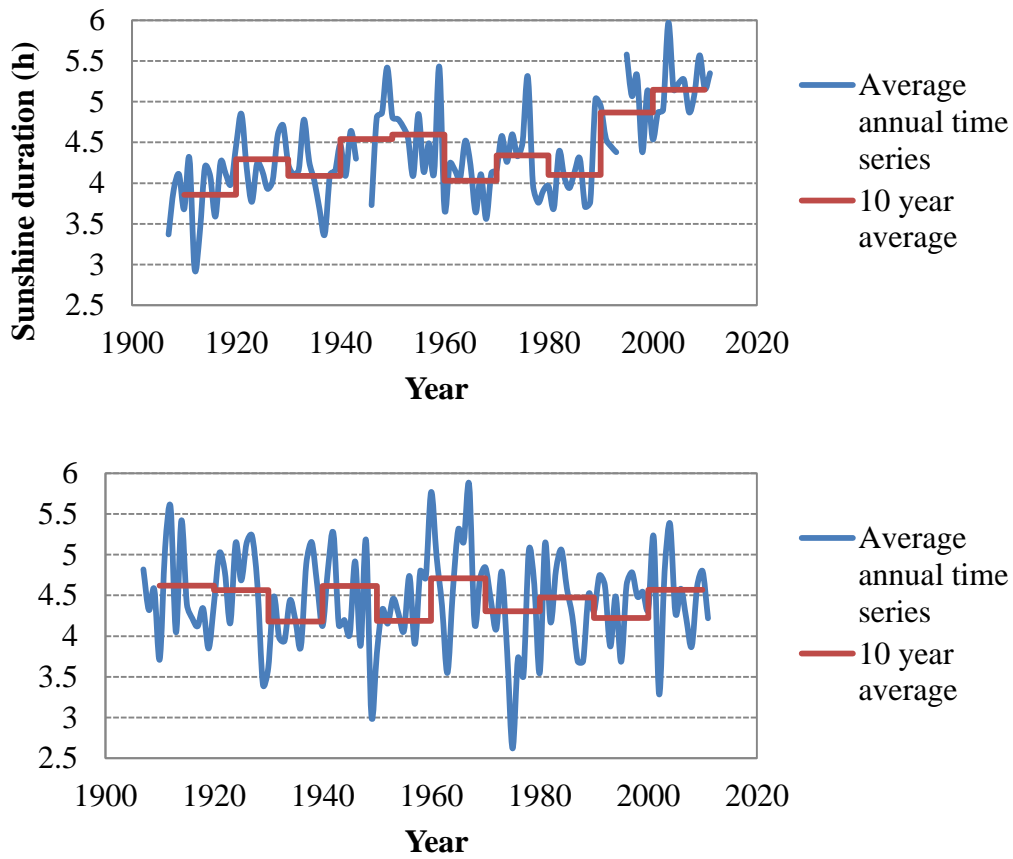 Sunshine duration (h)
6
5.5
5
4.5
4
3.5
3
2.5
1900 1920 1940 1960 1980 2000 2020
Year
Average
annual time
series
10 year
average
6
5.5
5
4.5
4
3.5
3
2.5
1900 1920 1940 1960 1980 2000 2020
Year
Average
annual time
series
10 year
average